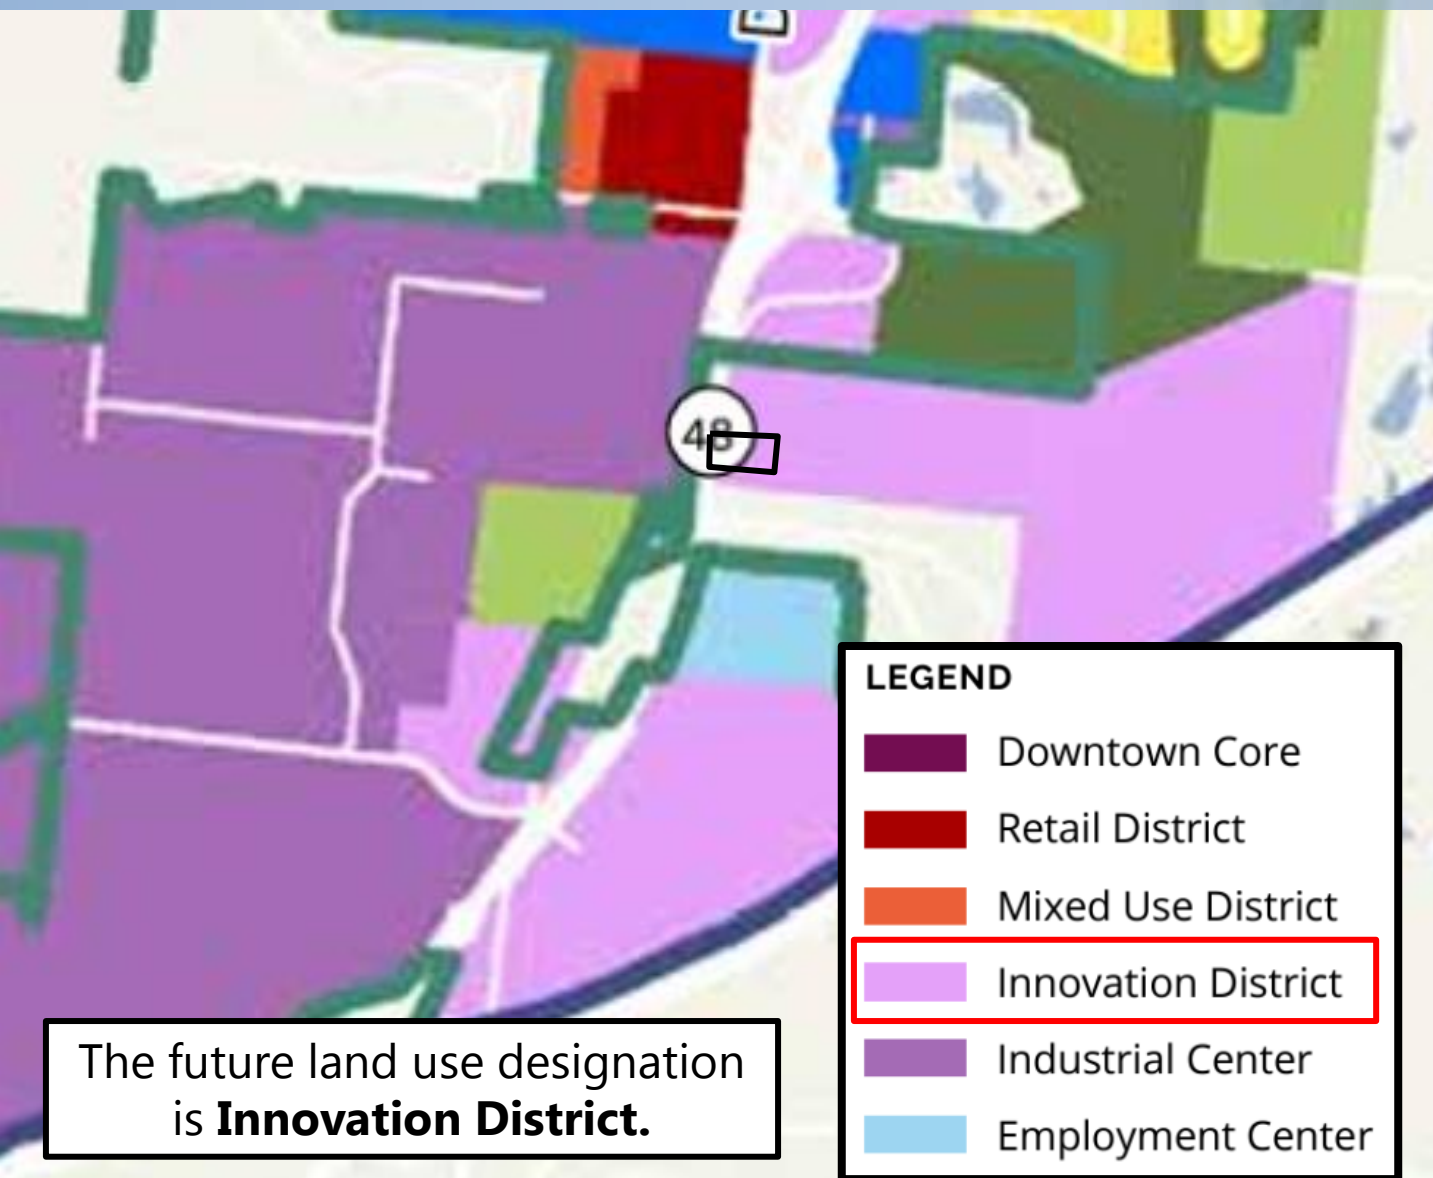 48
LEGEND
Downtown Core
Retail District
Mixed Use District
Innovation District
Industrial Center
Employment Center
The future land use designation
is Innovation District.